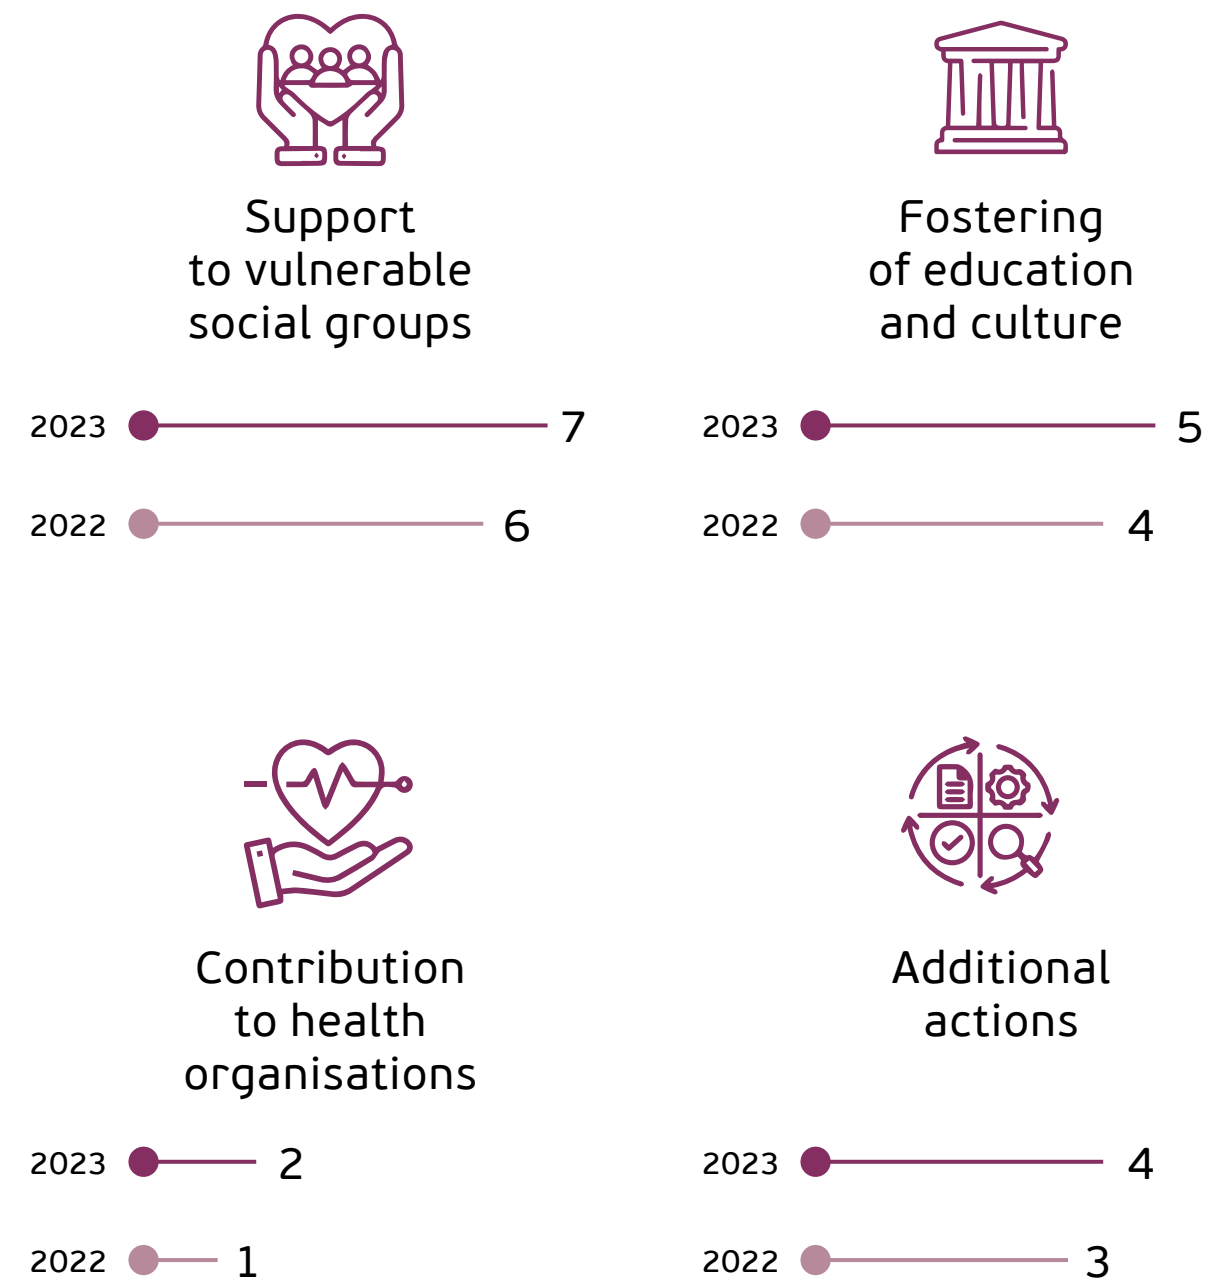 Support
to vulnerable
social groups
2023 7
2022 6
Fostering
of education
and culture
2023 5
2022 4
Contribution
to health
organisations
2023 2
2022 1
Additional
actions
2023 4
2022 3